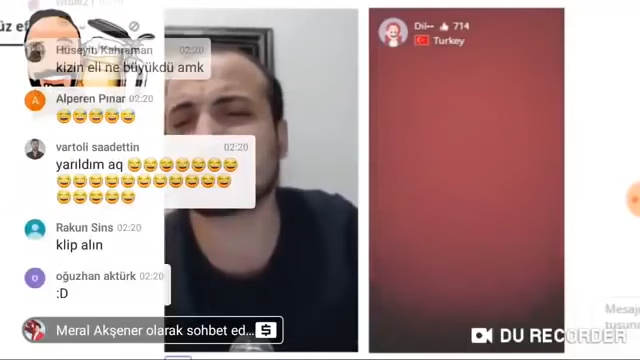 Hüseyin Kahraman 02:20
kizin eli ne büyükdü amk
Alperen Pınar 02:20
😂😂😂😂😅
vartoli saadettin 02:20
yarıldım aq 😂😂😂😂😂😂😂
😂😂😂😂😂😂😂😂😂😂😂
😂😂😂😂😂
Rakun Sins 02:20
klip alın
oğuzhan aktürk 02:20
:D
Meral Akşener olarak sohbet ed...
Dil•• 714
Turkey
A
o
DU RECORDER